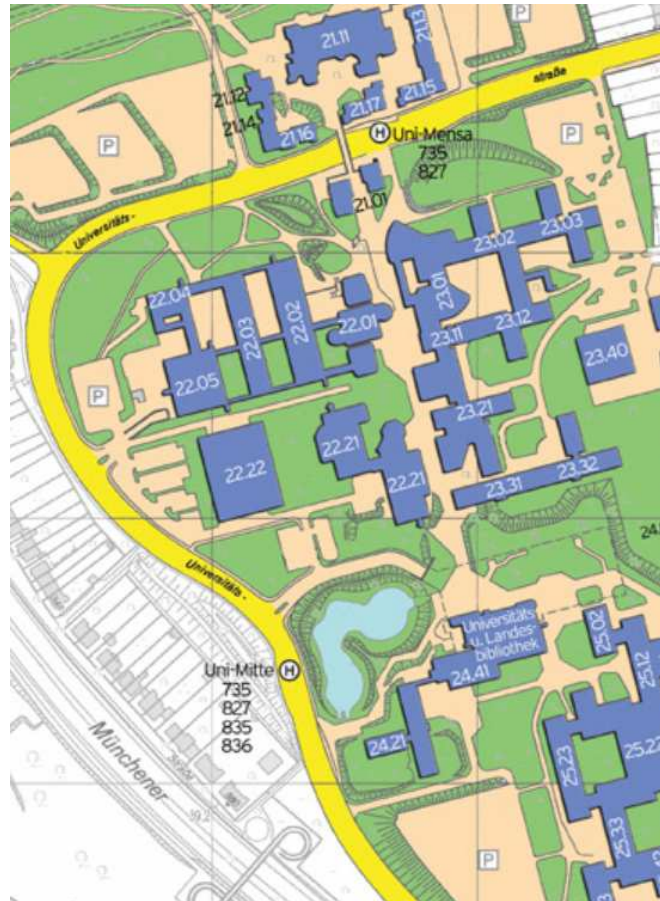 P
21.11
21.13
21.12
21.14
21.16
21.17
21.15
straße
H Uni-Mensa
735
827
P
P
21.01
Universitäts -
23.02
23.03
23.01
22.04
22.03
22.02
22.01
23.11
23.12
22.05
23.40
P
23.21
22.21
22.22
22.21
23.32
23.31
24.
Universitäts -
Universitäts
u. Landes-
bibliothek
25.02
25.12
Uni-Mitte H
735
827
835
836
24.41
24.21
25.23
25.22
Münchener
Straße
25.33
P